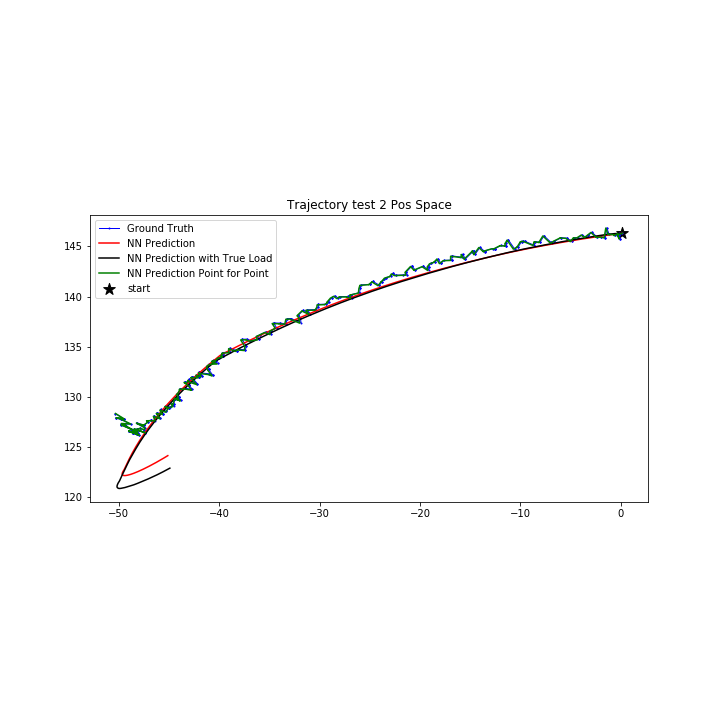 Trajectory test 2 Pos Space
Ground Truth
NN Prediction
NN Prediction with True Load
NN Prediction Point for Point
start
145
140
135
130
125
120
−50
−40
−30
−20
−10
0